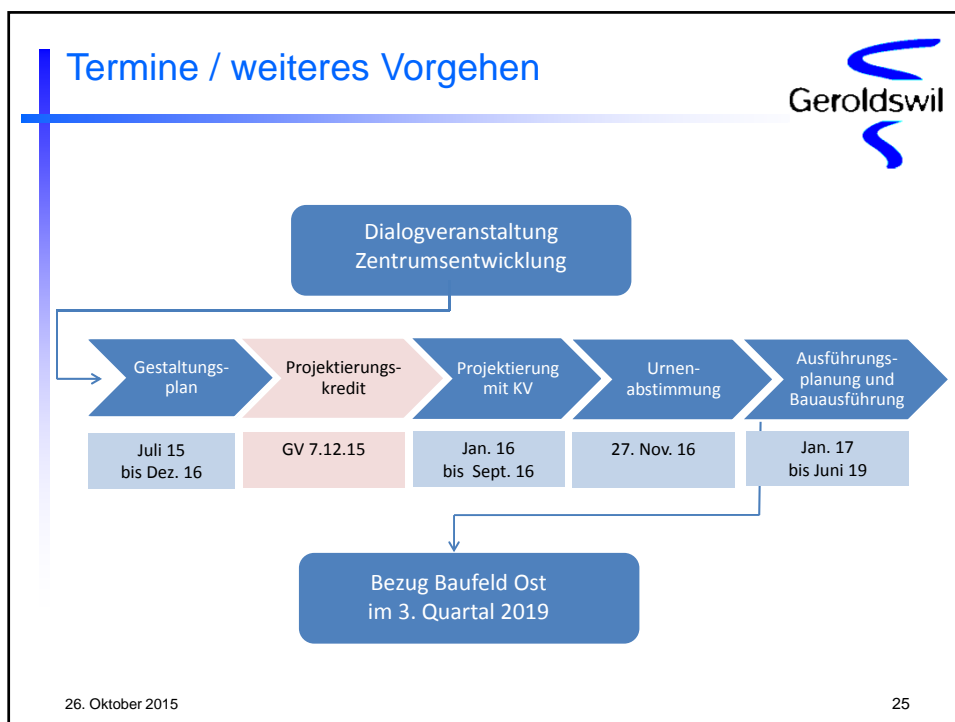 Termine / weiteres Vorgehen
Geroldswil
Dialogveranstaltung
Zentrumsentwicklung
Gestaltungs-
plan
Projektierungs-
kredit
Projektierung
mit KV
Urnen-
abstimmung
Ausführungs-
planung und
Bauausführung
Juli 15
bis Dez. 16
GV 7.12.15
Jan. 16
bis Sept. 16
27. Nov. 16
Jan. 17
bis Juni 19
Bezug Baufeld Ost
im 3. Quartal 2019
26. Oktober 2015
25